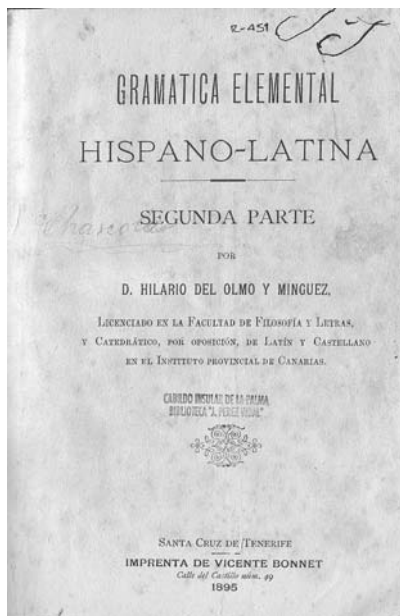 2-451
GRAMATICA ELEMENTAL
HISPANO-LATINA
SEGUNDA PARTE
POR
D. HILARIO DEL OLMO Y MINGUEZ,
LICENCIADO EN LA FACULTAD DE FILOSOFÍA Y LETRAS,
Y CATEDRÁTICO, POR OPOSICIÓN, DE LATÍN Y CASTELLANO
EN EL INSTITUTO PROVINCIAL DE CANARIAS.
CABILDO INSULAR DE LA PALMA
BIBLIOTECA "J. PEREZ VIDAL"
SANTA CRUZ DE TENERIFE
IMPRENTA DE VICENTE BONNET
Calle del Castillo núm. 49
1895